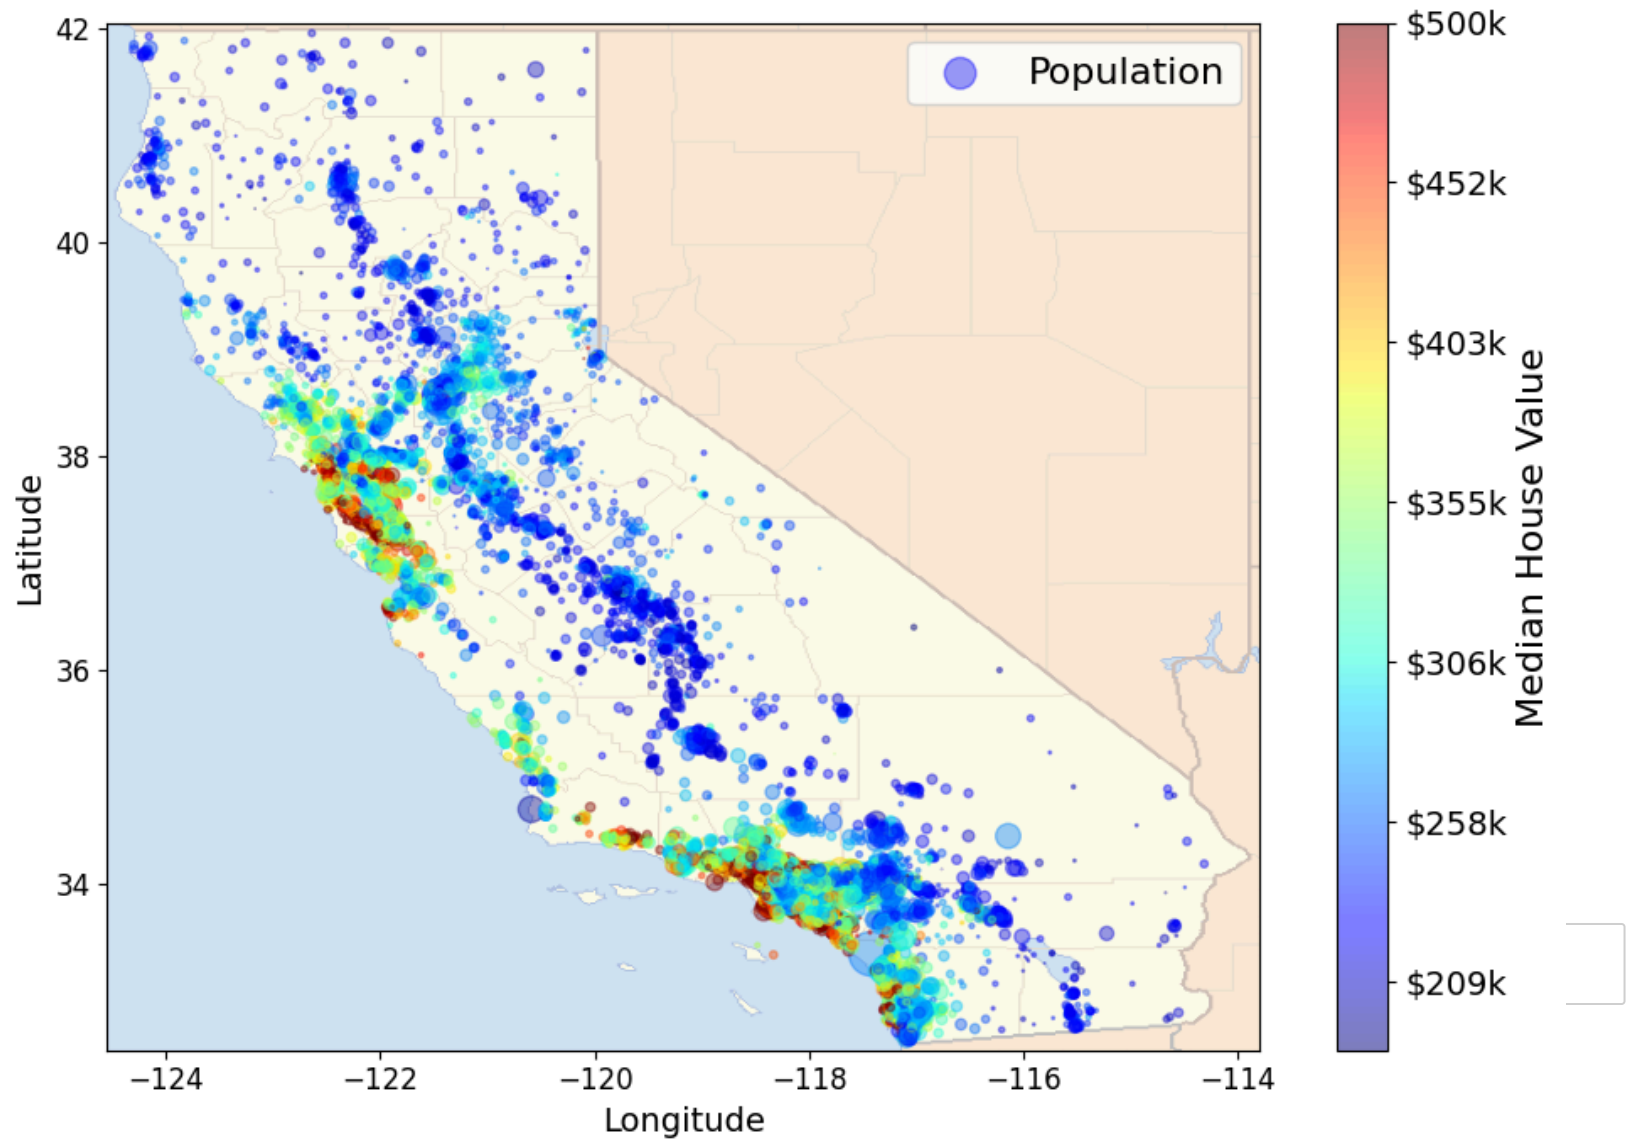 42
40
38
36
34
Latitude
−124
−122
−120
−118
−116
−114
Longitude
Population
$500k
$452k
$403k
$355k
$306k
$258k
$209k
Median House Value